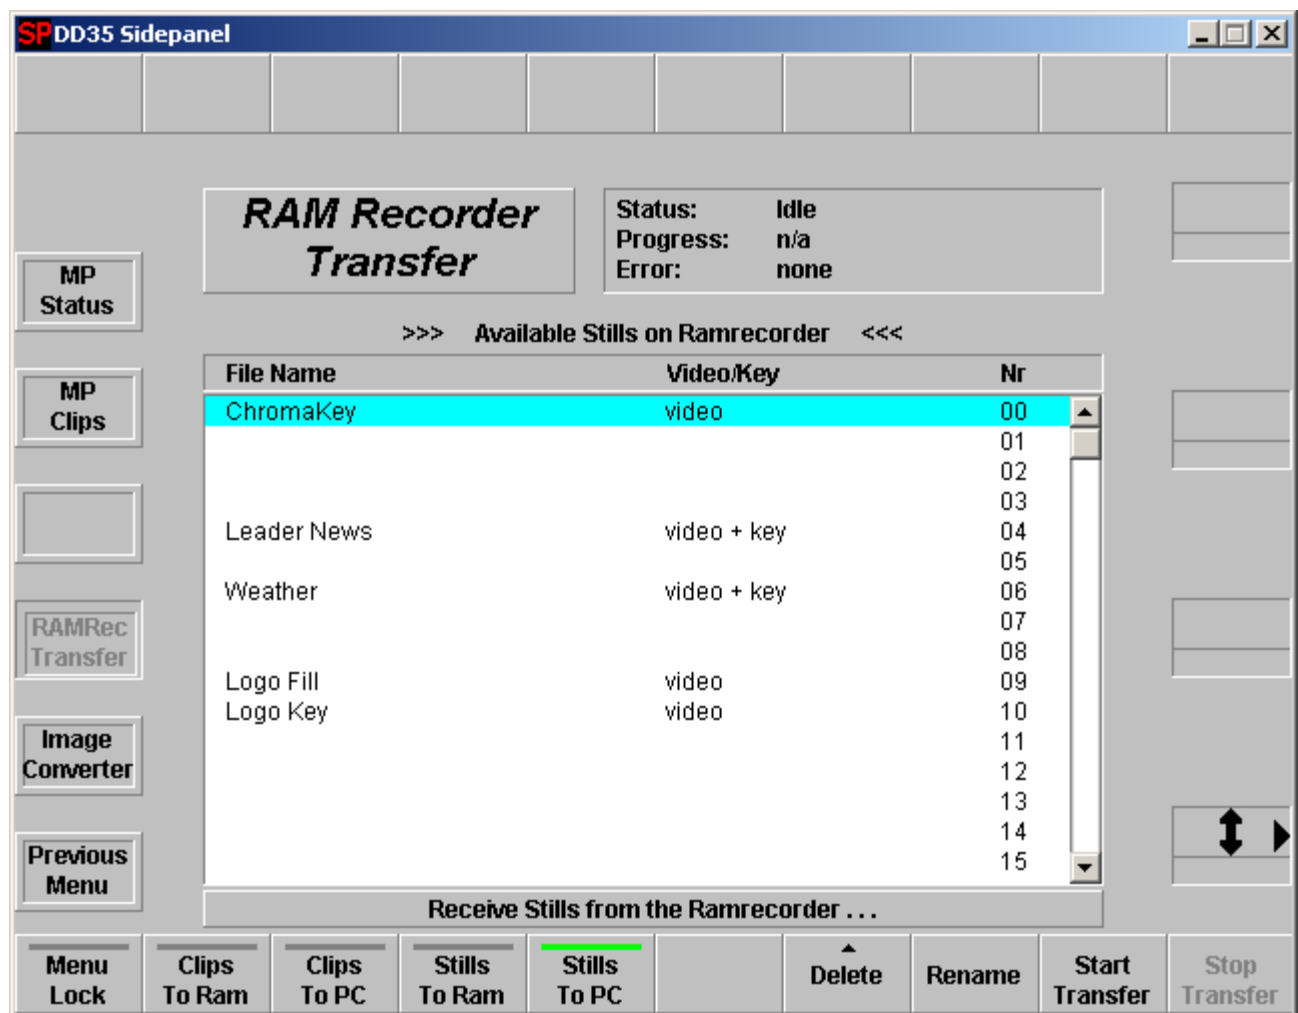 SP DD35 Sidepanel
RAM Recorder
Transfer
Status: Idle
Progress: n/a
Error: none
MP
Status
>>> Available Stills on Ramrecorder <<<
File Name Video/Key Nr
MP
Clips
ChromaKey video 00
01
02
03
Leader News video + key 04
05
Weather video + key 06
07
08
Logo Fill video 09
Logo Key video 10
11
12
13
14
15
RAMRec
Transfer
Image
Converter
Previous
Menu
Receive Stills from the Ramrecorder . . .
Menu
Lock
Clips
To Ram
Clips
To PC
Stills
To Ram
Stills
To PC
Delete
Rename
Start
Transfer
Stop
Transfer